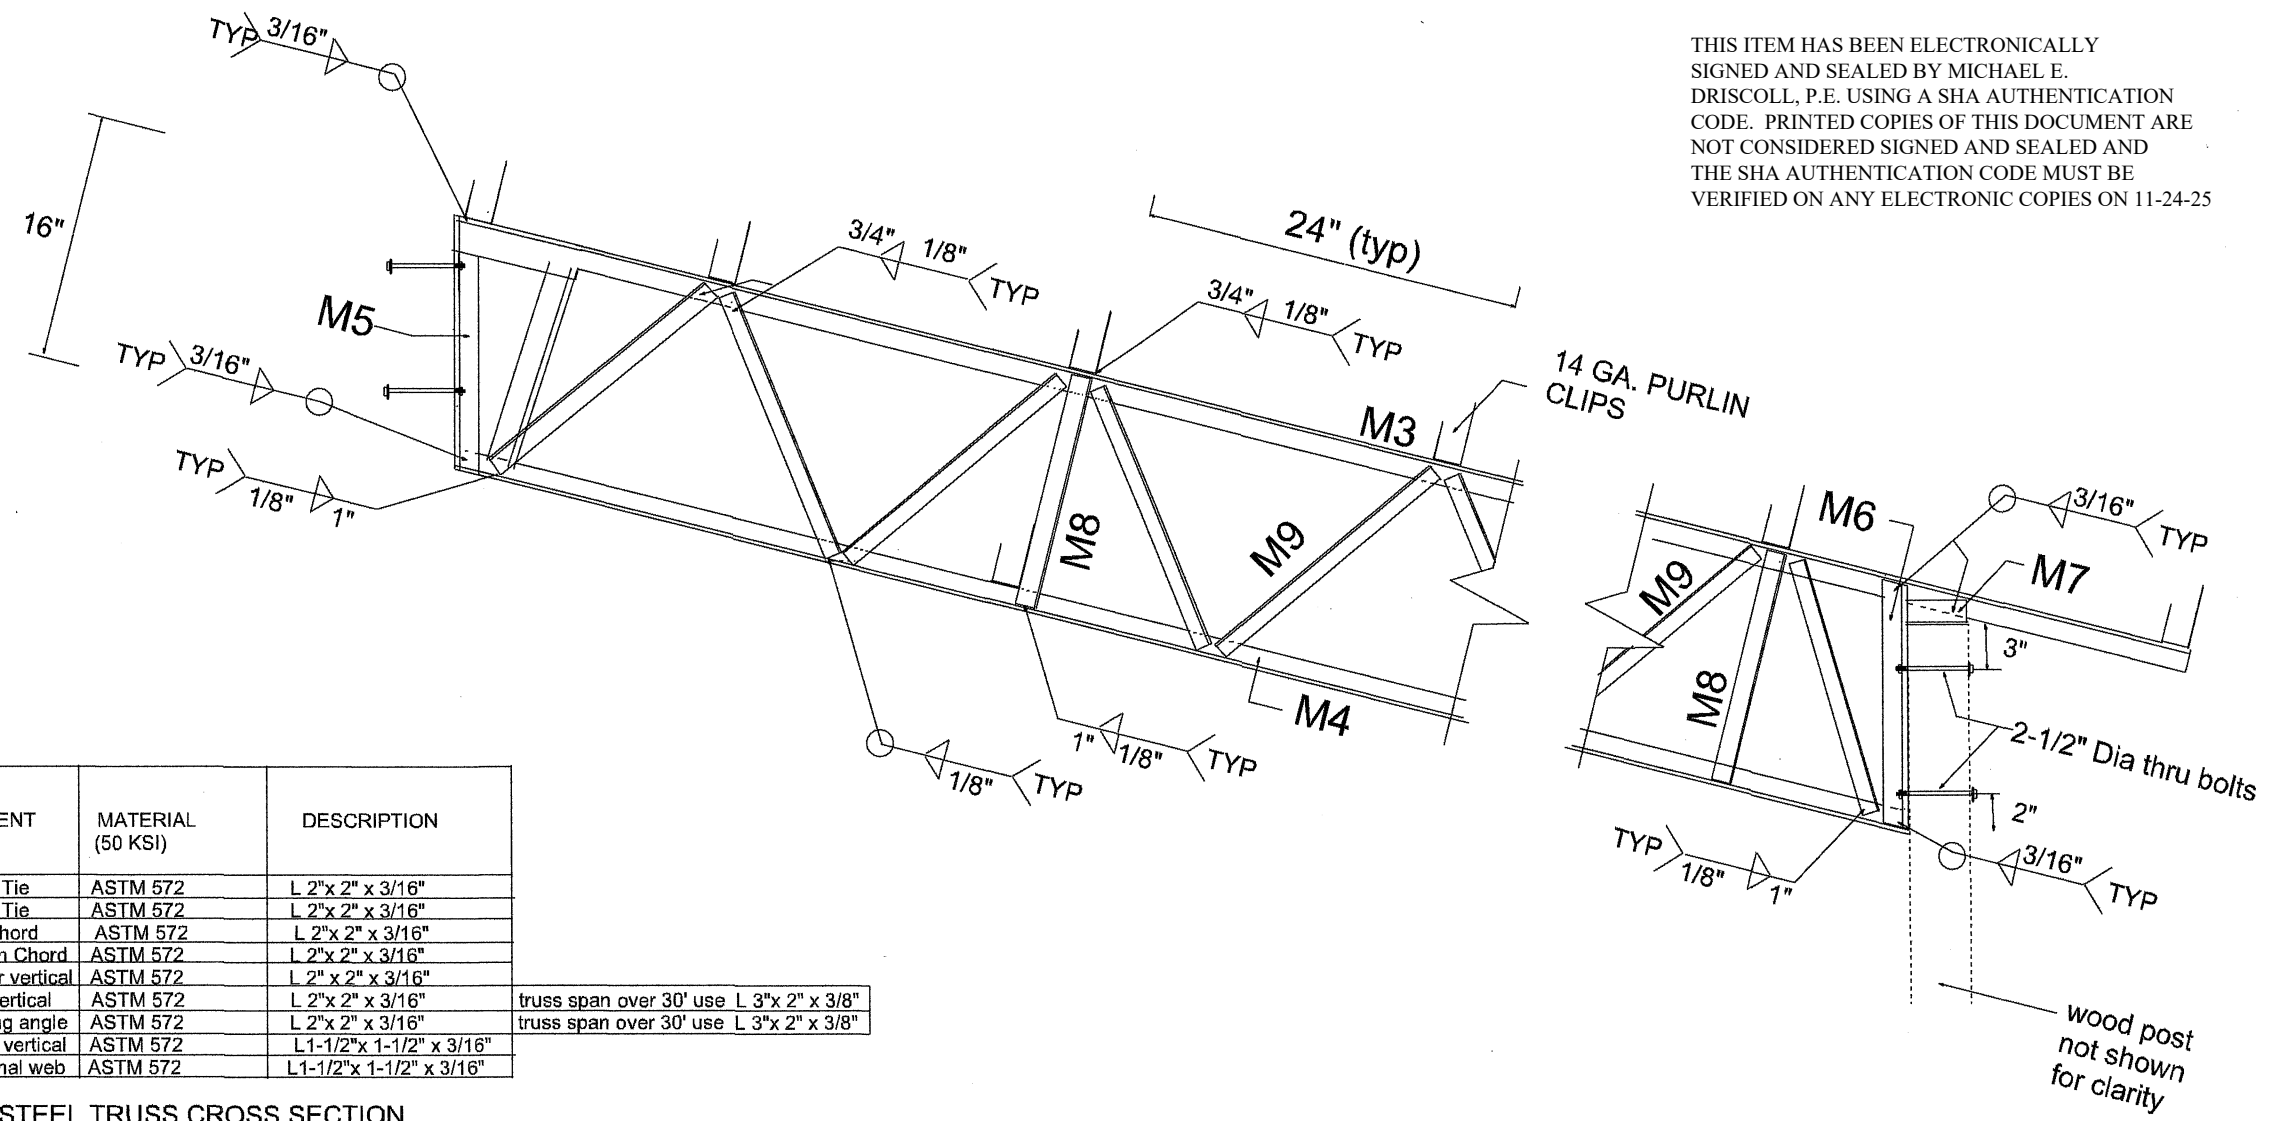 THIS ITEM HAS BEEN ELECTRONICALLY
SIGNED AND SEALED BY MICHAEL E.
DRISCOLL, P.E. USING A SHA AUTHENTICATION
CODE. PRINTED COPIES OF THIS DOCUMENT ARE
NOT CONSIDERED SIGNED AND SEALED AND
THE SHA AUTHENTICATION CODE MUST BE
VERIFIED ON ANY ELECTRONIC COPIES ON 11-24-25
TYP 3/16"
16"
M5
TYP 3/16"
TYP 1/8" 1"
3/4" 1/8" TYP
24" (typ)
3/4" 1/8" TYP
14 GA. PURLIN
CLIPS
M3
M8
M9
M4
1/8" TYP
1" 1/8" TYP
M9
M8
M6
3/16" TYP
M7
3"
2-1/2" Dia thru bolts
2"
TYP 1/8" 1"
3/16" TYP
wood post
not shown
for clarity
ENT MATERIAL (50 KSI) DESCRIPTION
Tie ASTM 572 L 2"x 2" x 3/16"
Tie ASTM 572 L 2"x 2" x 3/16"
hord ASTM 572 L 2"x 2" x 3/16"
n Chord ASTM 572 L 2"x 2" x 3/16"
r vertical ASTM 572 L 2" x 2" x 3/16"
ertical ASTM 572 L 2"x 2" x 3/16" truss span over 30' use L 3"x 2" x 3/8"
g angle ASTM 572 L 2"x 2" x 3/16" truss span over 30' use L 3"x 2" x 3/8"
vertical ASTM 572 L1-1/2"x 1-1/2" x 3/16"
nal web ASTM 572 L1-1/2"x 1-1/2" x 3/16"
STEEL TRUSS CROSS SECTION